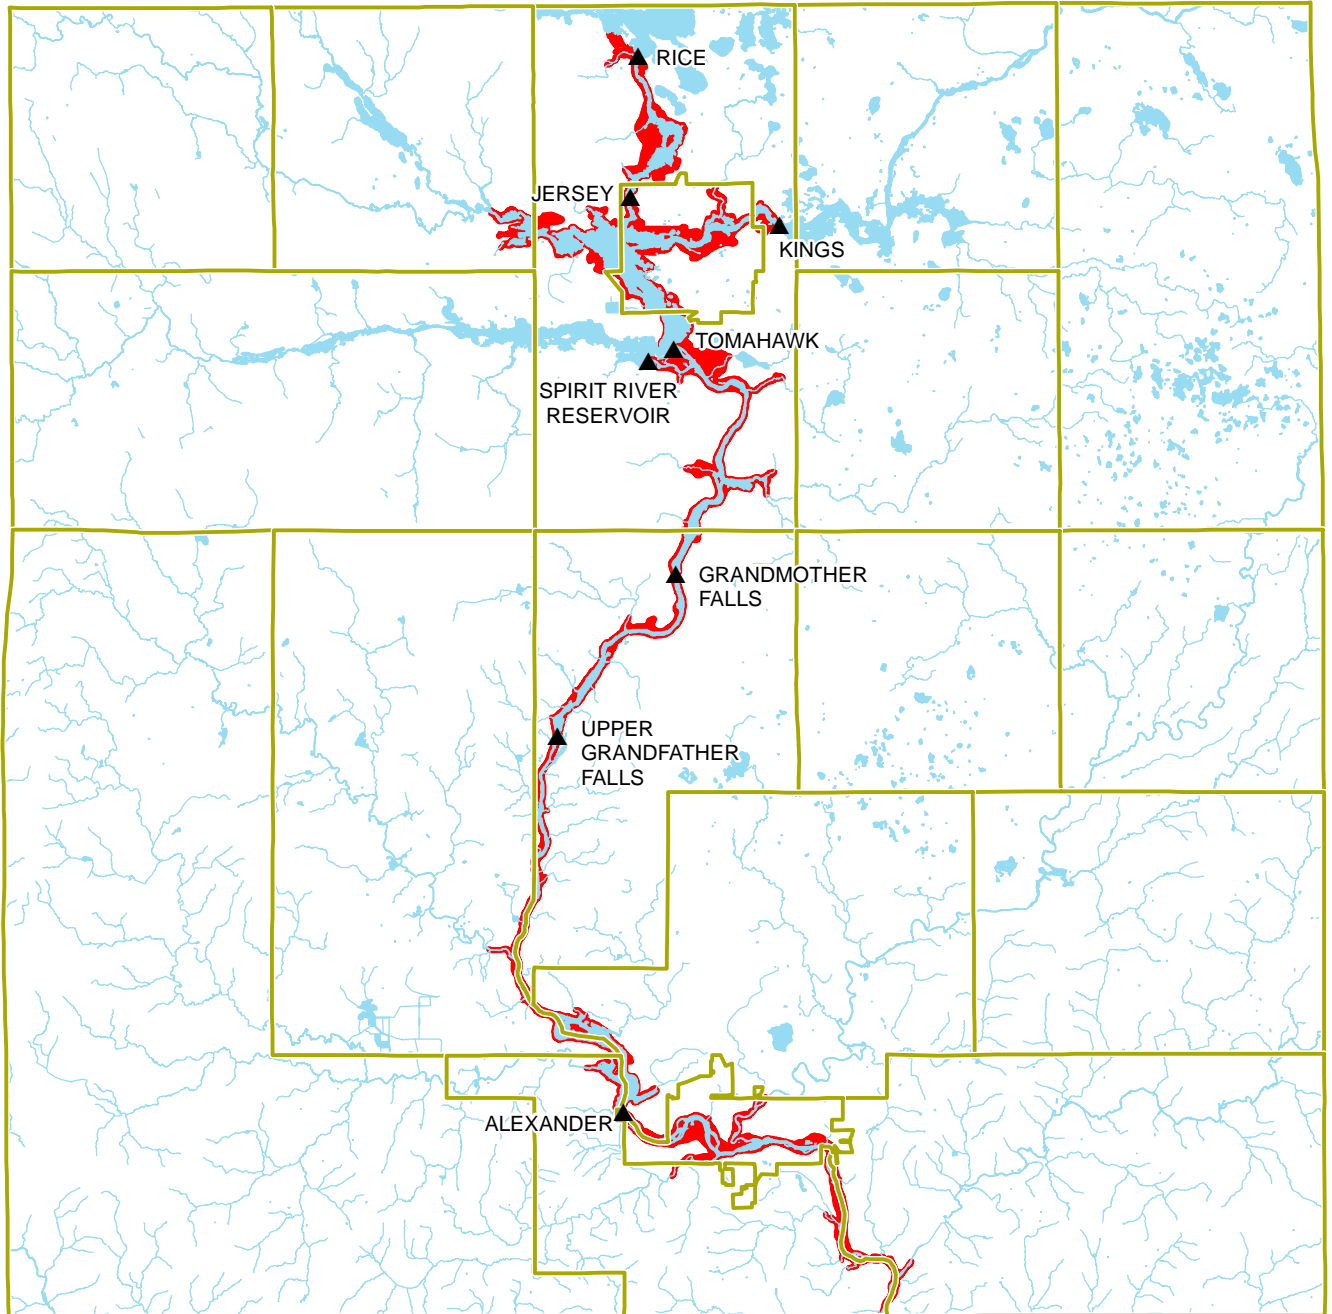 RICE
JERSEY
KINGS
TOMAHAWK
SPIRIT RIVER
RESERVOIR
GRANDMOTHER
FALLS
UPPER
GRANDFATHER
FALLS
ALEXANDER